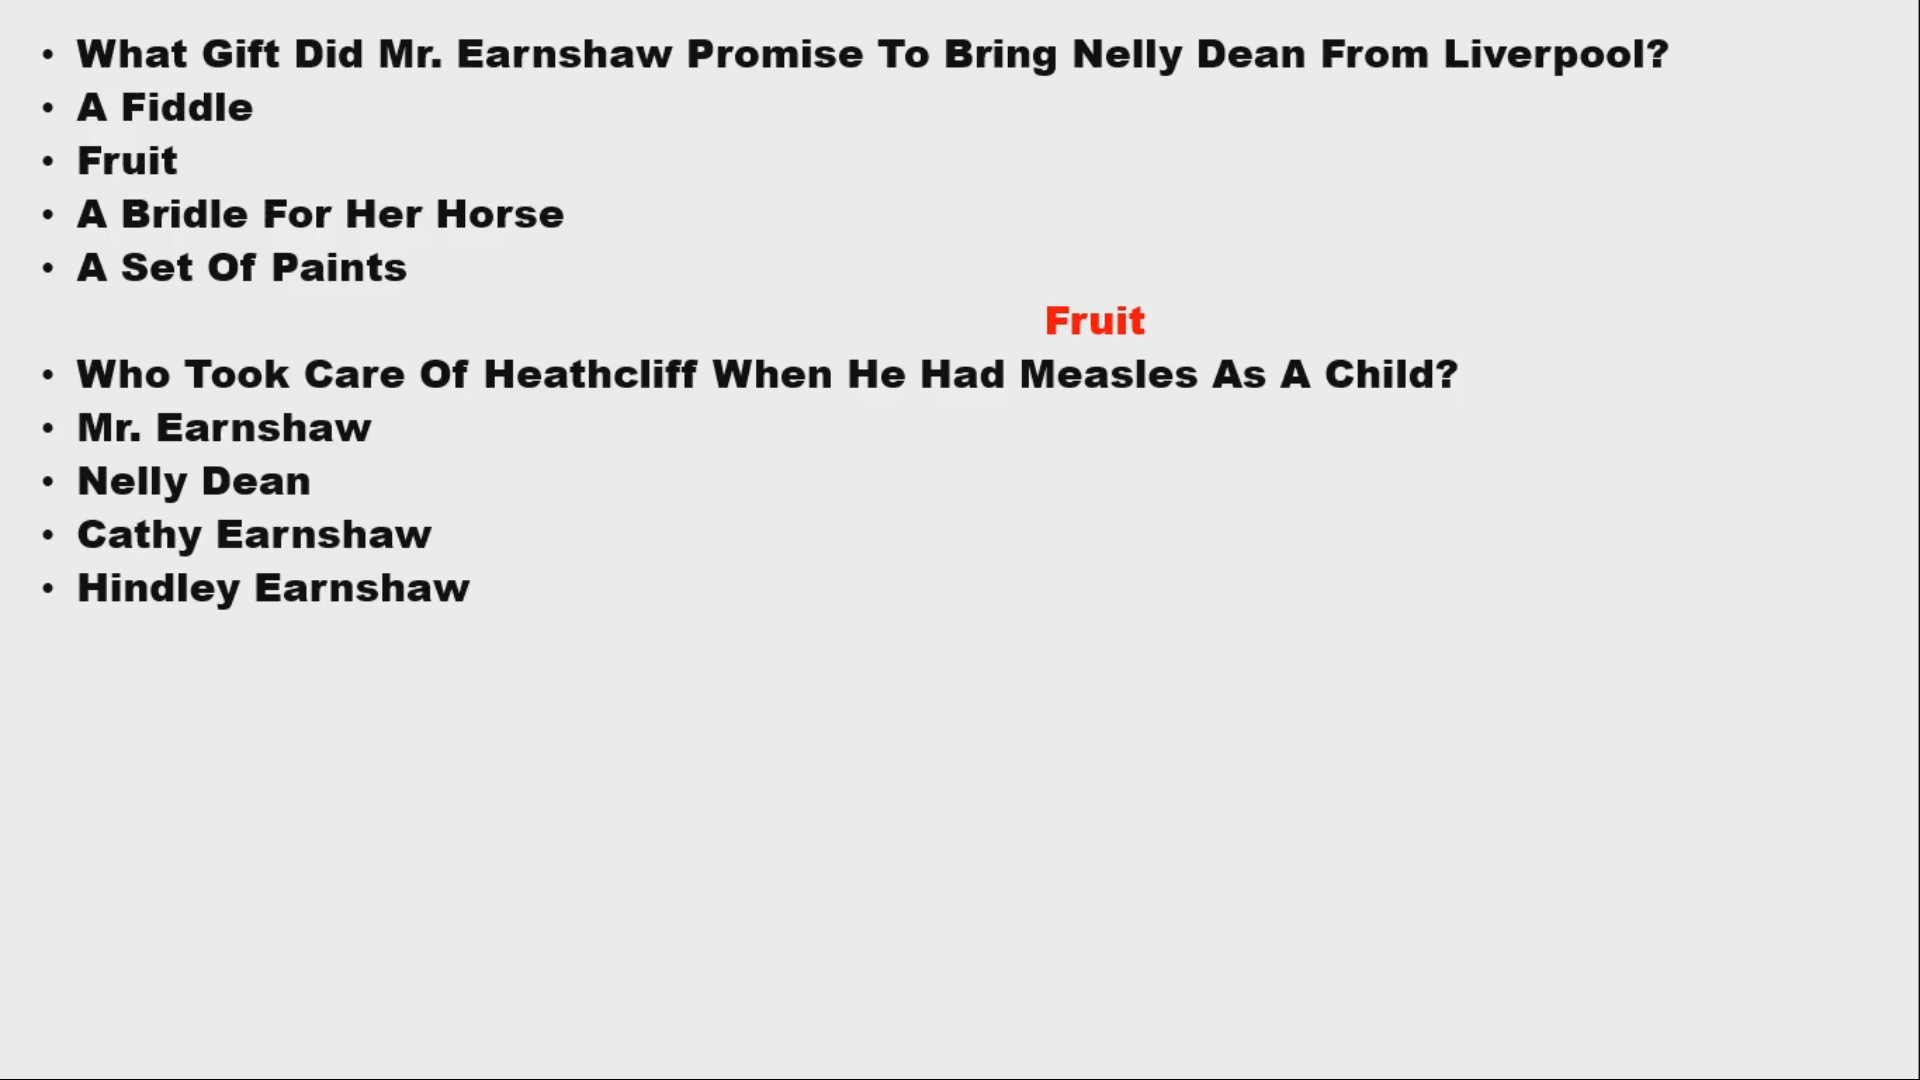 • What Gift Did Mr. Earnshaw Promise To Bring Nelly Dean From Liverpool?
• A Fiddle
• Fruit
• A Bridle For Her Horse
• A Set Of Paints
Fruit
• Who Took Care Of Heathcliff When He Had Measles As A Child?
• Mr. Earnshaw
• Nelly Dean
• Cathy Earnshaw
• Hindley Earnshaw